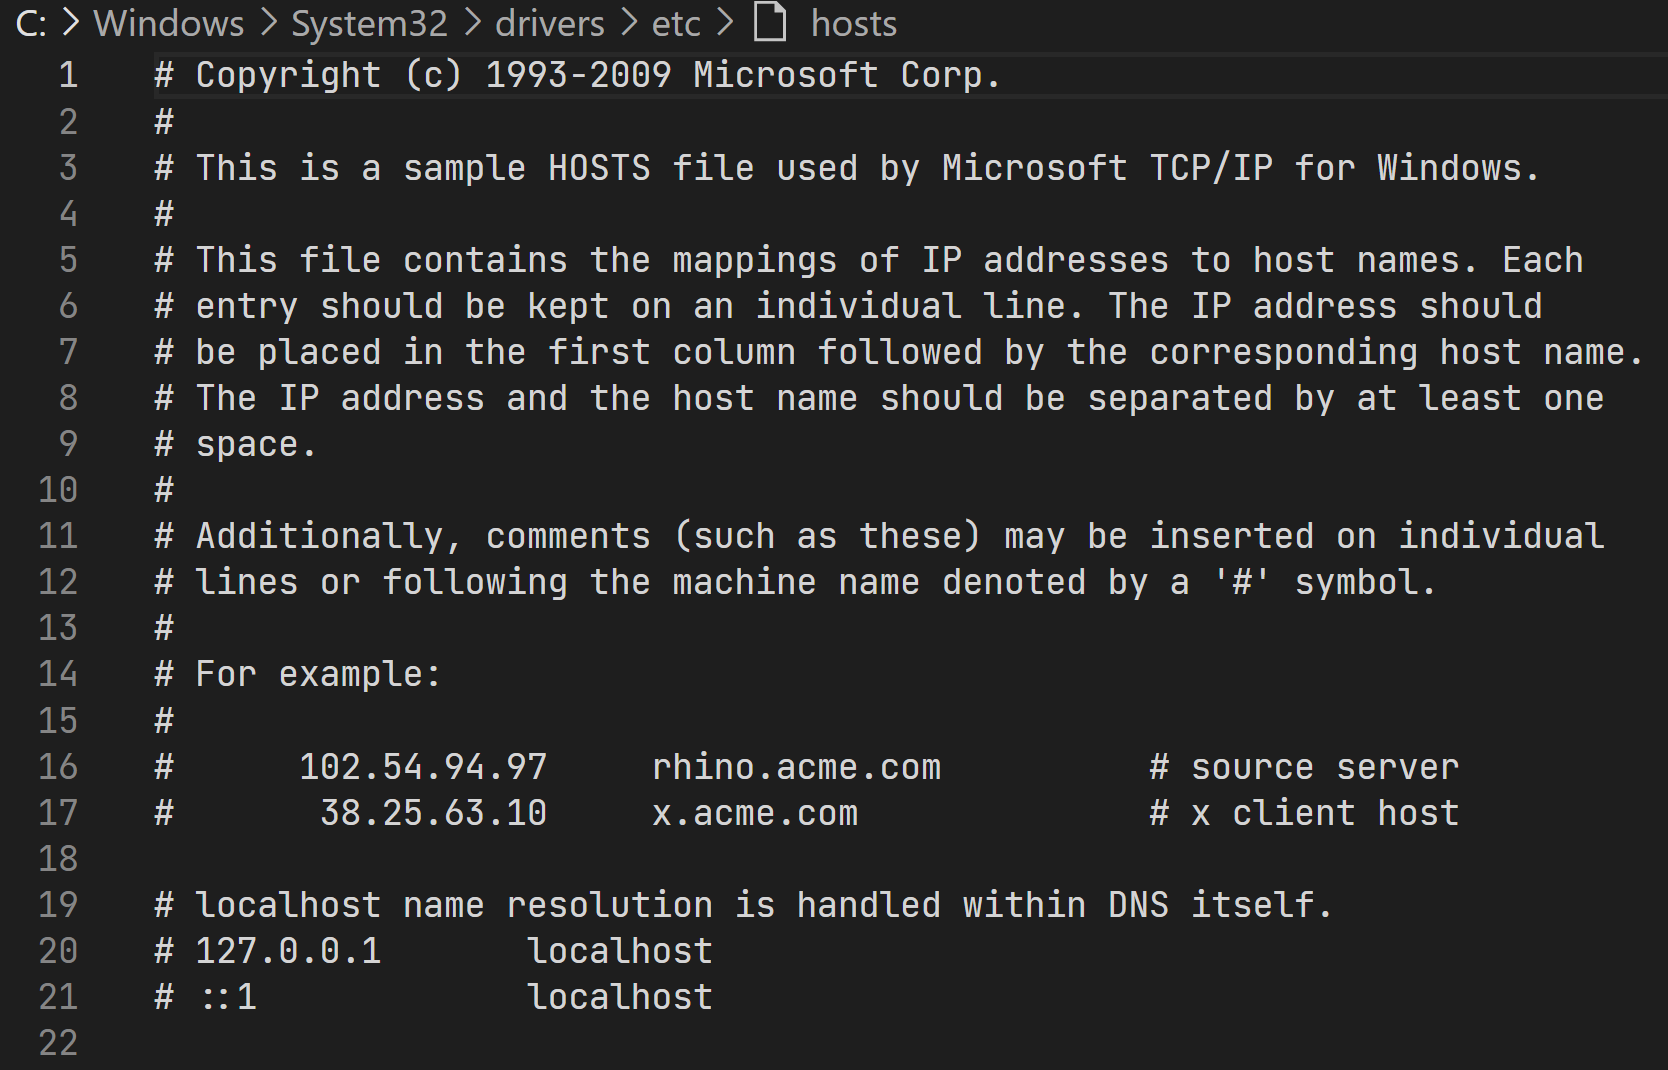 C: > Windows > System32 > drivers > etc > hosts
1 # Copyright (c) 1993-2009 Microsoft Corp.
2 #
3 # This is a sample HOSTS file used by Microsoft TCP/IP for Windows.
4 #
5 # This file contains the mappings of IP addresses to host names. Each
6 # entry should be kept on an individual line. The IP address should
7 # be placed in the first column followed by the corresponding host name.
8 # The IP address and the host name should be separated by at least one
9 # space.
10 #
11 # Additionally, comments (such as these) may be inserted on individual
12 # lines or following the machine name denoted by a '#' symbol.
13 #
14 # For example:
15 #
16 #      102.54.94.97     rhino.acme.com          # source server
17 #       38.25.63.10     x.acme.com              # x client host
18
19 # localhost name resolution is handled within DNS itself.
20 # 127.0.0.1       localhost
21 # ::1             localhost
22